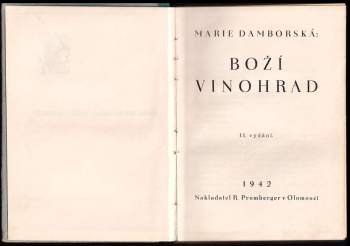 MARIE DAMBORSKÁ:
BOŽÍ
VINOHRAD
II. vydání.
1942
Nakladatel R. Promberger v Olomouci